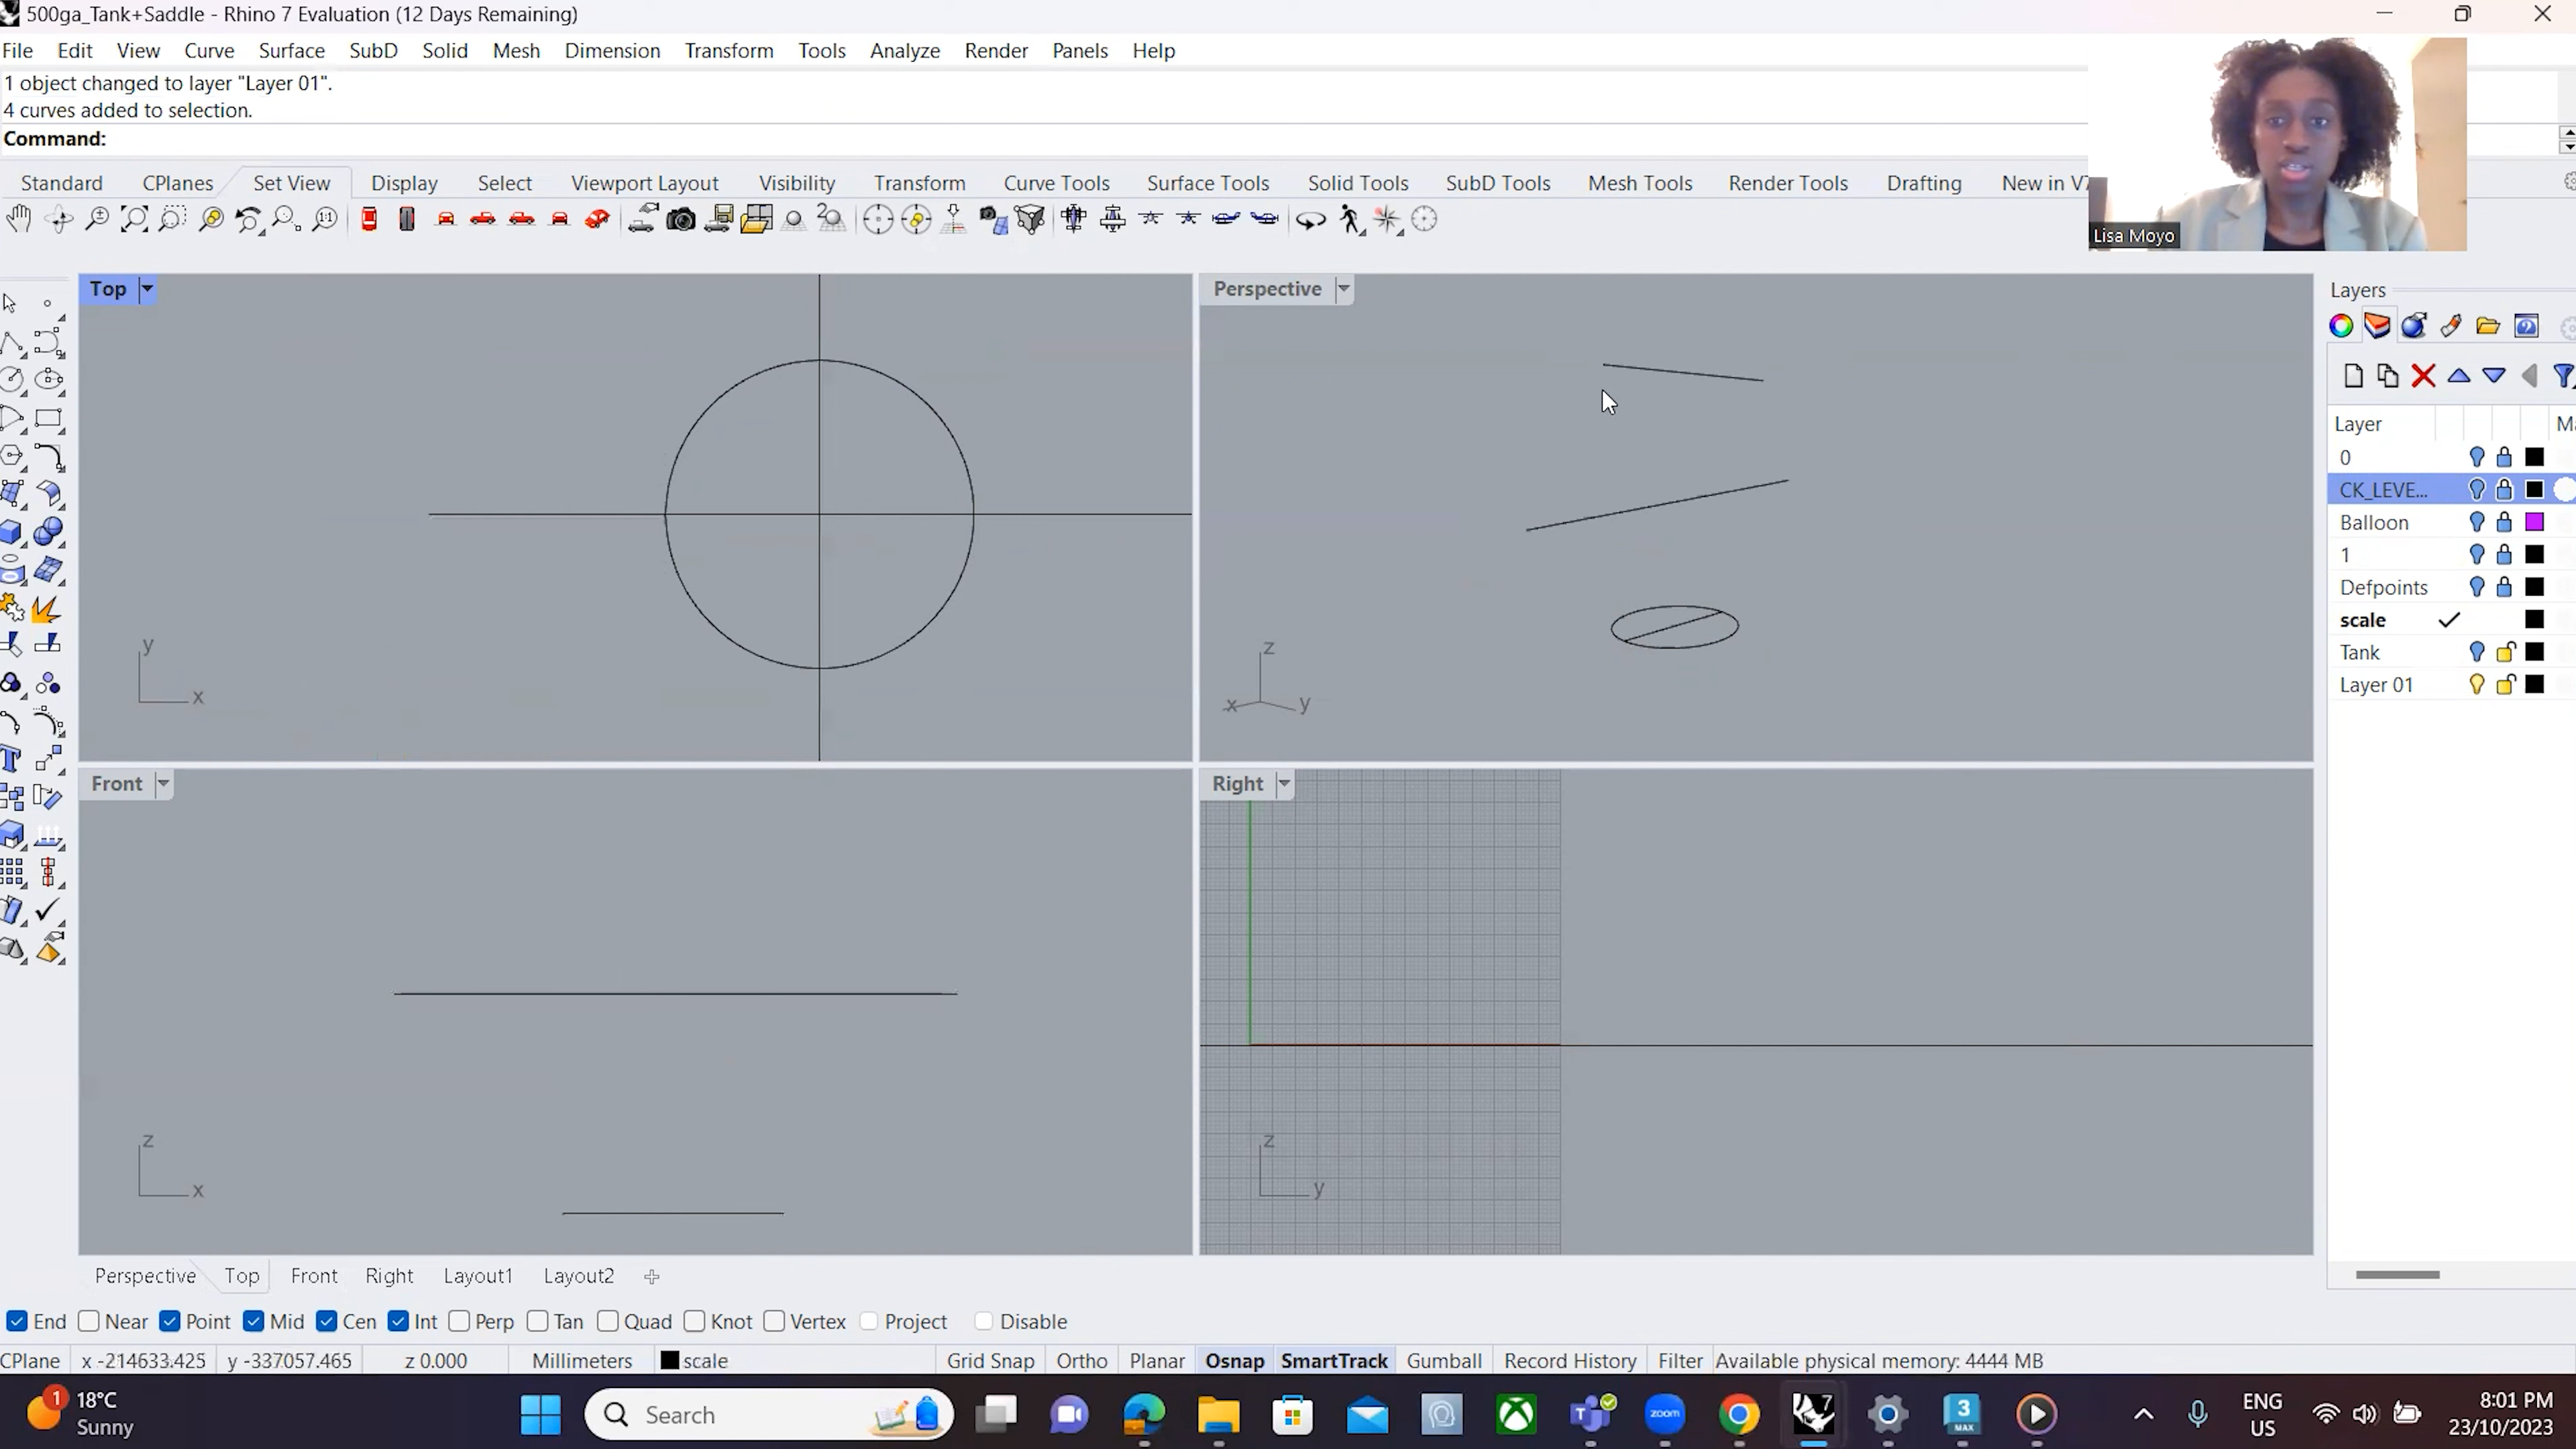 500ga_Tank+Saddle - Rhino 7 Evaluation (12 Days Remaining)
File Edit View Curve Surface SubD Solid Mesh Dimension Transform Tools Analyze Render Panels Help
1 object changed to layer "Layer 01".
4 curves added to selection.
Command:
Standard CPlanes Set View Display Select Viewport Layout Visibility Transform Curve Tools Surface Tools Solid Tools SubD Tools Mesh Tools Render Tools Drafting New in V7
Lisa Moyo
Top
Perspective
Layers
Layer
0
CK_LEVE...
Balloon
1
Defpoints
scale
Tank
Layer 01
y
x
z
x
y
Front
Right
z
x
z
y
Perspective Top Front Right Layout1 Layout2
End Near Point Mid Cen Int Perp Tan Quad Knot Vertex Project Disable
CPlane x -214633.425 y -337057.465 z 0.000 Millimeters scale Grid Snap Ortho Planar Osnap SmartTrack Gumball Record History Filter Available physical memory: 4444 MB
1
18°C
Sunny
Search
zoom
7
3
MAX
ENG
US
8:01 PM
23/10/2023